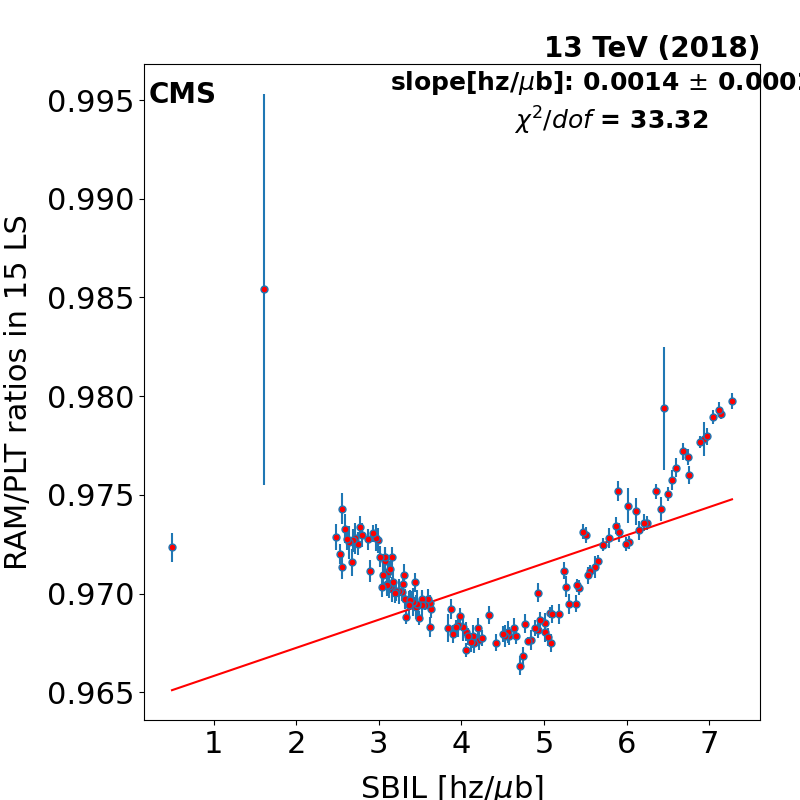 13 TeV (2018)
CMS
slope[hz/μb]: 0.0014 ± 0.000
χ²/dof = 33.32
0.995
0.990
0.985
0.980
0.975
0.970
0.965
RAM/PLT ratios in 15 LS
1 2 3 4 5 6 7
SBIL [hz/μb]